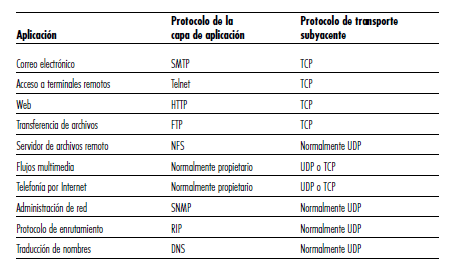 Aplicación Protocolo de la capa de aplicación Protocolo de transporte subyacente
Correo electrónico SMTP TCP
Acceso a terminales remotos Telnet TCP
Web HTTP TCP
Transferencia de archivos FTP TCP
Servidor de archivos remoto NFS Normalmente UDP
Flujos multimedia Normalmente propietario UDP o TCP
Telefonía por Internet Normalmente propietario UDP o TCP
Administración de red SNMP Normalmente UDP
Protocolo de enrutamiento RIP Normalmente UDP
Traducción de nombres DNS Normalmente UDP